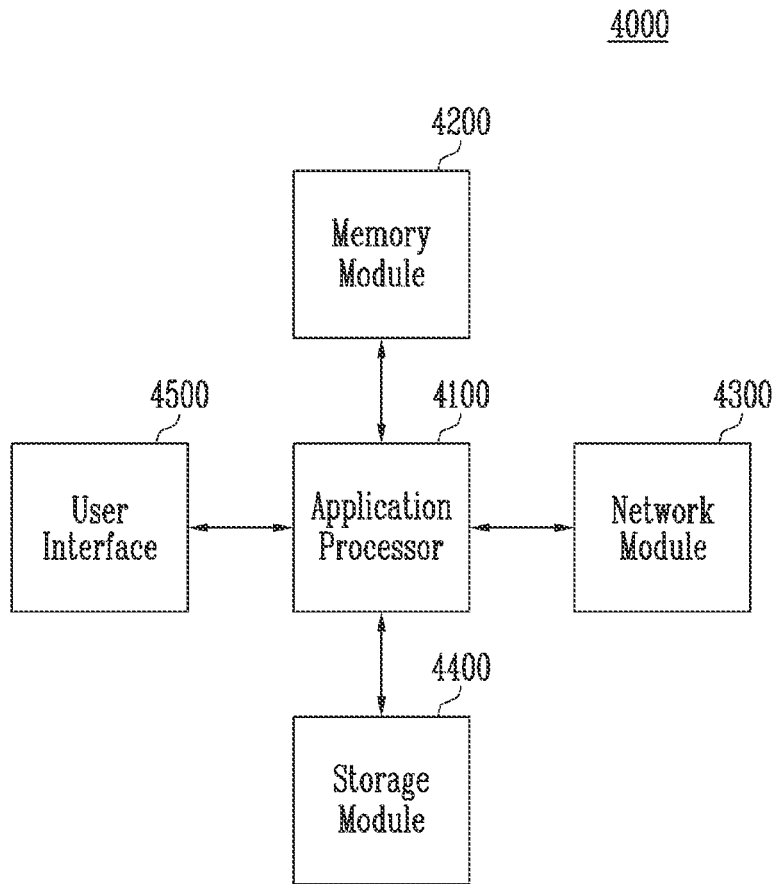 4000
4200
Memory
Module
4500
4100
4300
User
Interface
Application
Processor
Network
Module
4400
Storage
Module